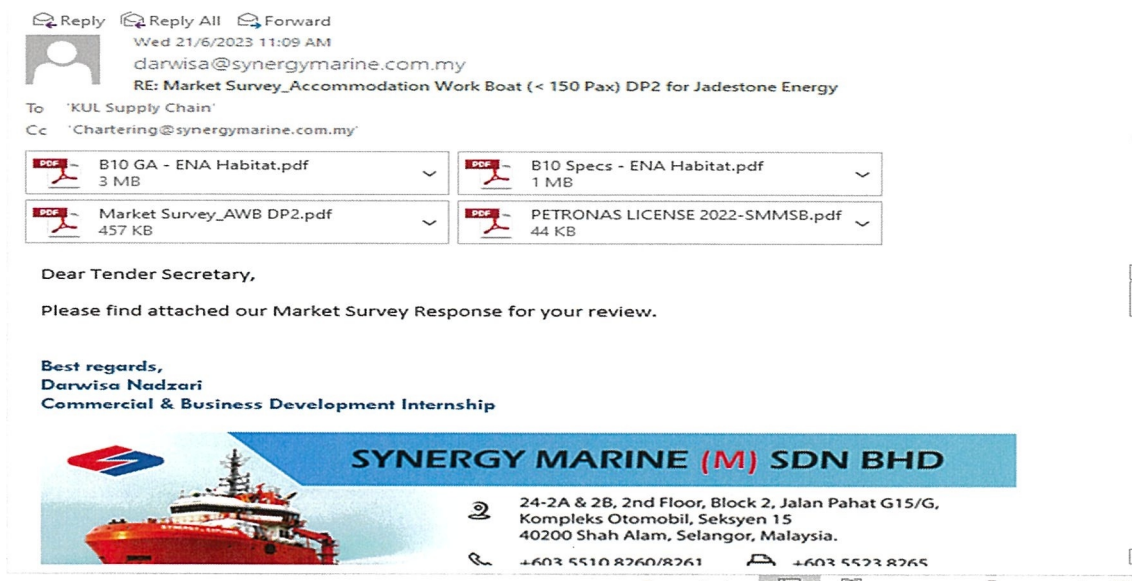 Reply Reply All Forward
Wed 21/6/2023 11:09 AM
darwisa@synergymarine.com.my
RE: Market Survey_Accommodation Work Boat (< 150 Pax) DP2 for Jadestone Energy
To 'KUL Supply Chain'
Cc 'Chartering@synergymarine.com.my'
PDF B10 GA - ENA Habitat.pdf
3 MB
PDF B10 Specs - ENA Habitat.pdf
1 MB
PDF Market Survey_AWB DP2.pdf
457 KB
PDF PETRONAS LICENSE 2022-SMMSB.pdf
44 KB
Dear Tender Secretary,
Please find attached our Market Survey Response for your review.
Best regards,
Darwisa Nadzari
Commercial & Business Development Internship
SYNERGY MARINE (M) SDN BHD
24-2A & 2B, 2nd Floor, Block 2, Jalan Pahat G15/G,
Kompleks Otomobil, Seksyen 15
40200 Shah Alam, Selangor, Malaysia.
+603 5510 8260/8261 +603 5523 8265